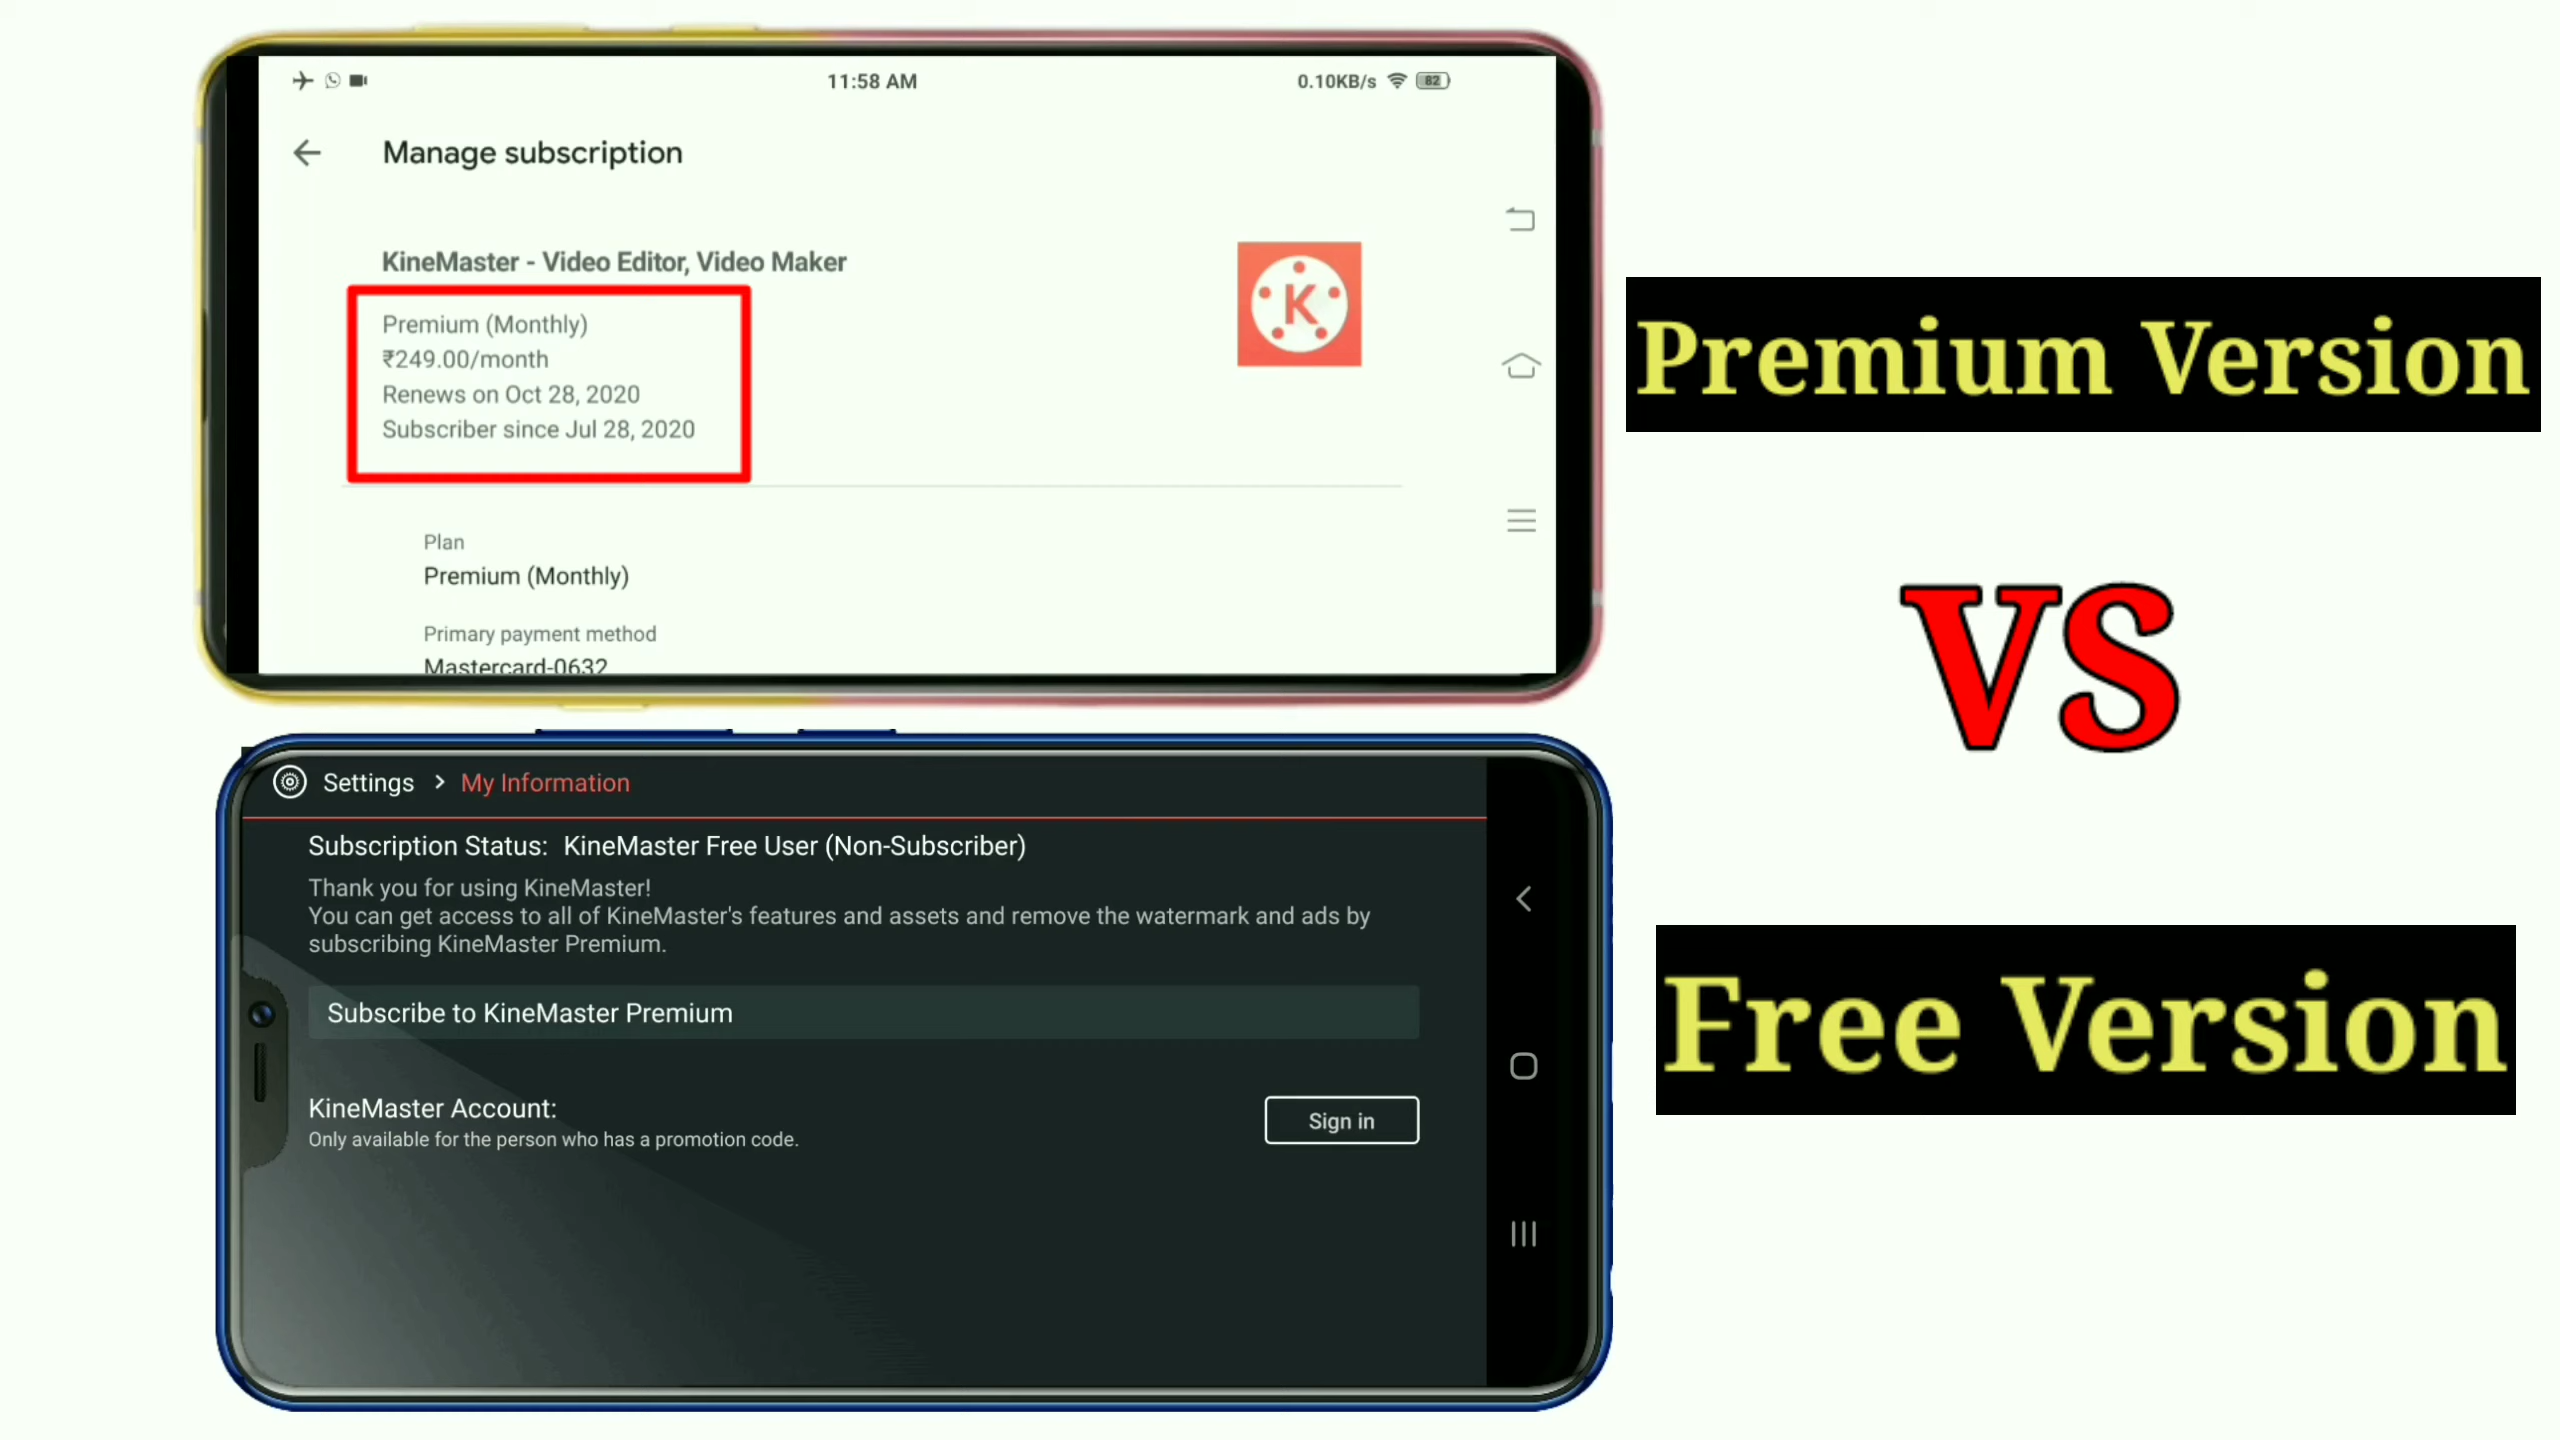 11:58 AM
0.10KB/s
82
Manage subscription
KineMaster - Video Editor, Video Maker
K
Premium (Monthly)
₹249.00/month
Renews on Oct 28, 2020
Subscriber since Jul 28, 2020
Plan
Premium (Monthly)
Primary payment method
Mastercard-0632
Premium Version
VS
Free Version
Settings > My Information
Subscription Status: KineMaster Free User (Non-Subscriber)
Thank you for using KineMaster!
You can get access to all of KineMaster's features and assets and remove the watermark and ads by
subscribing KineMaster Premium.
Subscribe to KineMaster Premium
KineMaster Account:
Only available for the person who has a promotion code.
Sign in